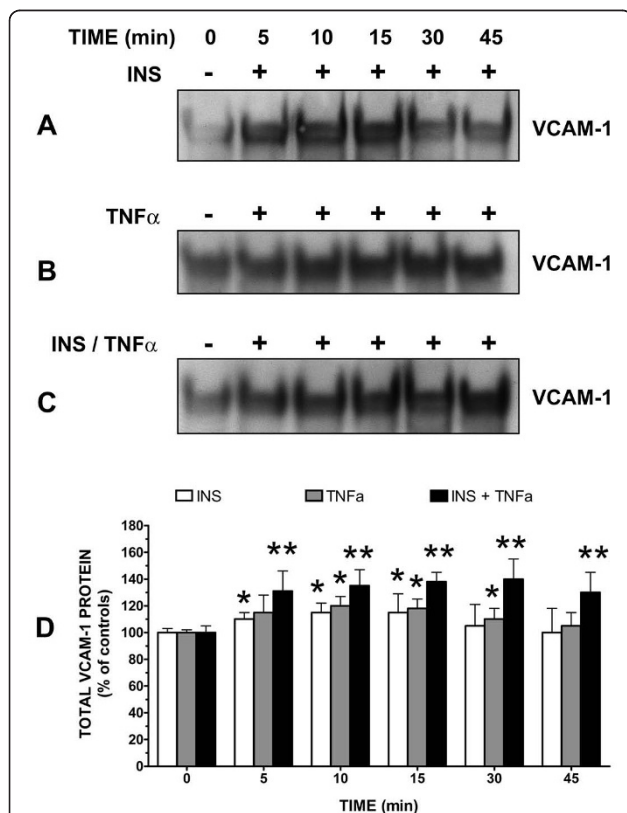 TIME (min) 0 5 10 15 30 45
INS - + + + + +
A VCAM-1
TNFα - + + + + +
B VCAM-1
INS / TNFα - + + + + +
C VCAM-1
INS TNFa INS + TNFa
D
TOTAL VCAM-1 PROTEIN
(% of controls)
180
160
140
120
100
80
60
40
20
0
* ** * * ** * * ** * ** **
0 5 10 15 30 45
TIME (min)